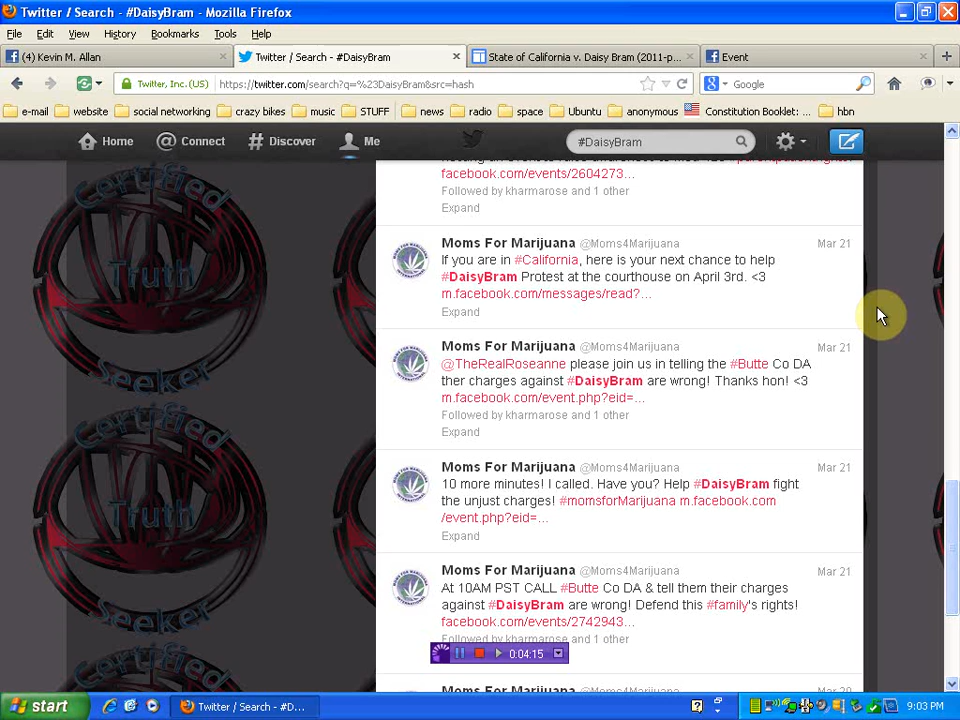 Twitter / Search - #DaisyBram - Mozilla Firefox
File Edit View History Bookmarks Tools Help
(4) Kevin M. Allan
Twitter / Search - #DaisyBram
State of California v. Daisy Bram (2011-p...
Event
Twitter, Inc. (US)
https://twitter.com/search?q=%23DaisyBram&src=hash
Google
e-mail website social networking crazy bikes music STUFF news radio space Ubuntu anonymous Constitution Booklet:... hbn
Home Connect Discover Me
#DaisyBram
facebook.com/events/2604273...
Followed by kharmarose and 1 other
Expand
Moms For Marijuana @Moms4Marijuana Mar 21
If you are in #California, here is your next chance to help
#DaisyBram Protest at the courthouse on April 3rd. <3
m.facebook.com/messages/read?...
Expand
Moms For Marijuana @Moms4Marijuana Mar 21
@TheRealRoseanne please join us in telling the #Butte Co DA
ther charges against #DaisyBram are wrong! Thanks hon! <3
m.facebook.com/event.php?eid=...
Followed by kharmarose and 1 other
Expand
Moms For Marijuana @Moms4Marijuana Mar 21
10 more minutes! I called. Have you? Help #DaisyBram fight
the unjust charges! #momsforMarijuana m.facebook.com
/event.php?eid=...
Expand
Moms For Marijuana @Moms4Marijuana Mar 21
At 10AM PST CALL #Butte Co DA & tell them their charges
against #DaisyBram are wrong! Defend this #family's rights!
facebook.com/events/2742943...
Followed by kharmarose and 1 other
0:04:15
Moms For Marijuana @Moms4Marijuana Mar 20
Certified
Truth
Seeker
Certified
Truth
Seeker
start
Twitter / Search - #D...
9:03 PM